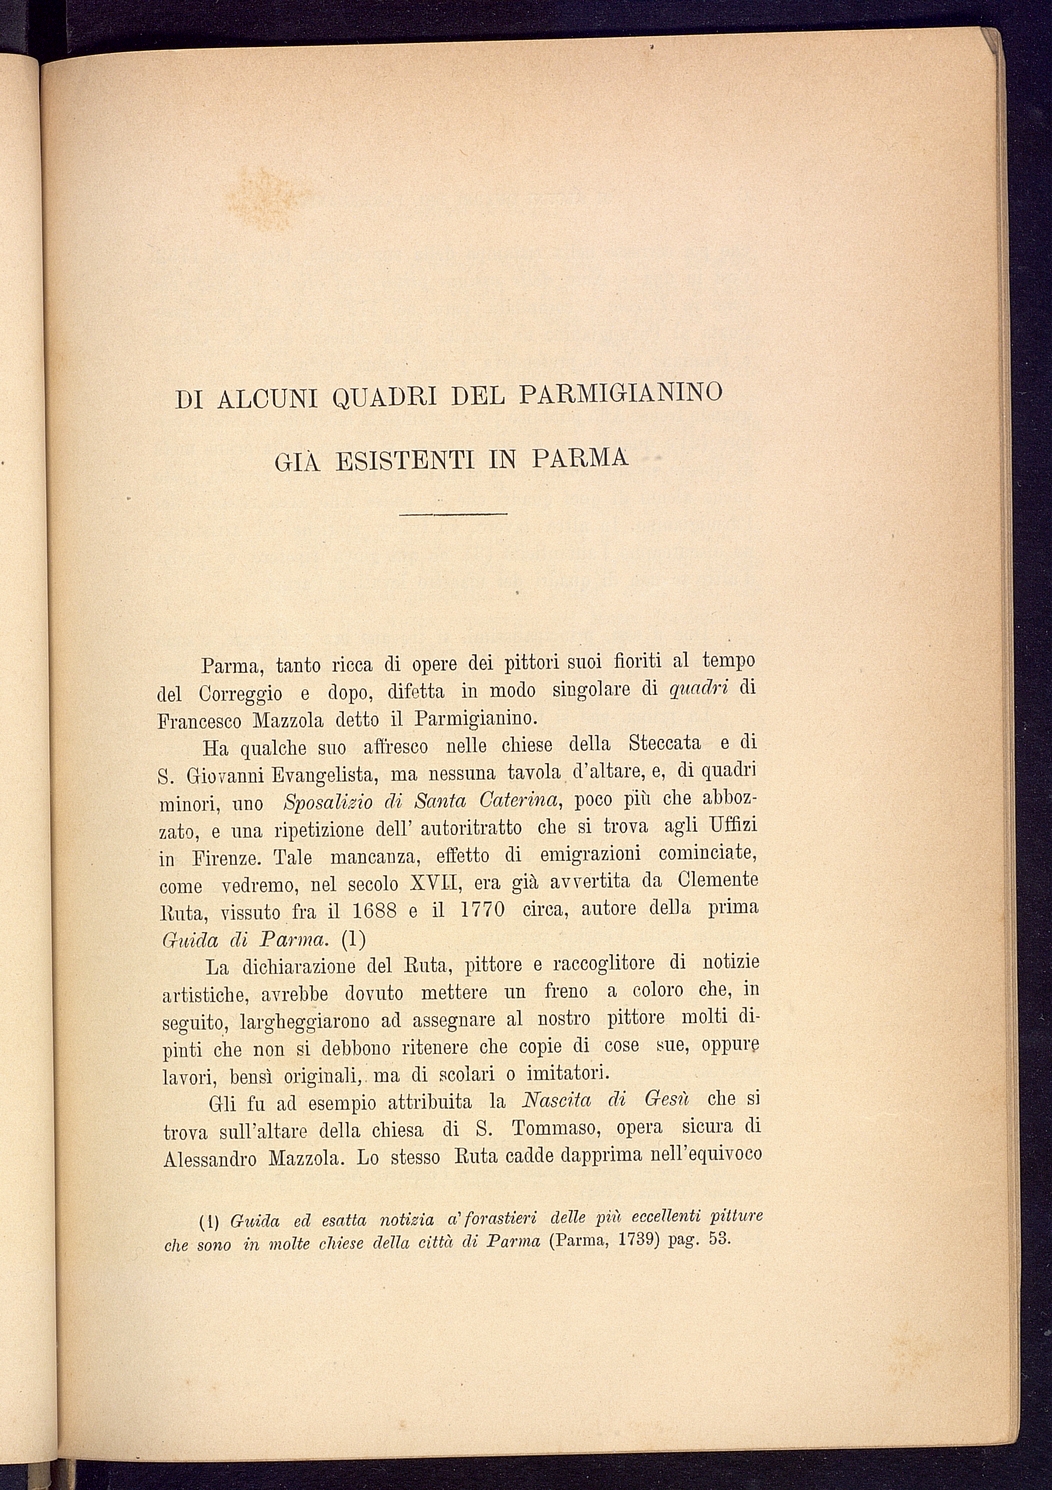 DI ALCUNI QUADRI DEL PARMIGIANINO
GIÀ ESISTENTI IN PARMA
Parma, tanto ricca di opere dei pittori suoi fioriti al tempo
del Correggio e dopo, difetta in modo singolare di quadri di
Francesco Mazzola detto il Parmigianino.
Ha qualche suo affresco nelle chiese della Steccata e di
S. Giovanni Evangelista, ma nessuna tavola d'altare, e, di quadri
minori, uno Sposalizio di Santa Caterina, poco più che abboz-
zato, e una ripetizione dell' autoritratto che si trova agli Uffizi
in Firenze. Tale mancanza, effetto di emigrazioni cominciate,
come vedremo, nel secolo XVII, era già avvertita da Clemente
Ruta, vissuto fra il 1688 e il 1770 circa, autore della prima
Guida di Parma. (1)
La dichiarazione del Ruta, pittore e raccoglitore di notizie
artistiche, avrebbe dovuto mettere un freno a coloro che, in
seguito, largheggiarono ad assegnare al nostro pittore molti di-
pinti che non si debbono ritenere che copie di cose sue, oppure
lavori, bensì originali, ma di scolari o imitatori.
Gli fu ad esempio attribuita la Nascita di Gesù che si
trova sull'altare della chiesa di S. Tommaso, opera sicura di
Alessandro Mazzola. Lo stesso Ruta cadde dapprima nell'equivoco
(1) Guida ed esatta notizia a' forastieri delle più eccellenti pitture
che sono in molte chiese della città di Parma (Parma, 1739) pag. 53.